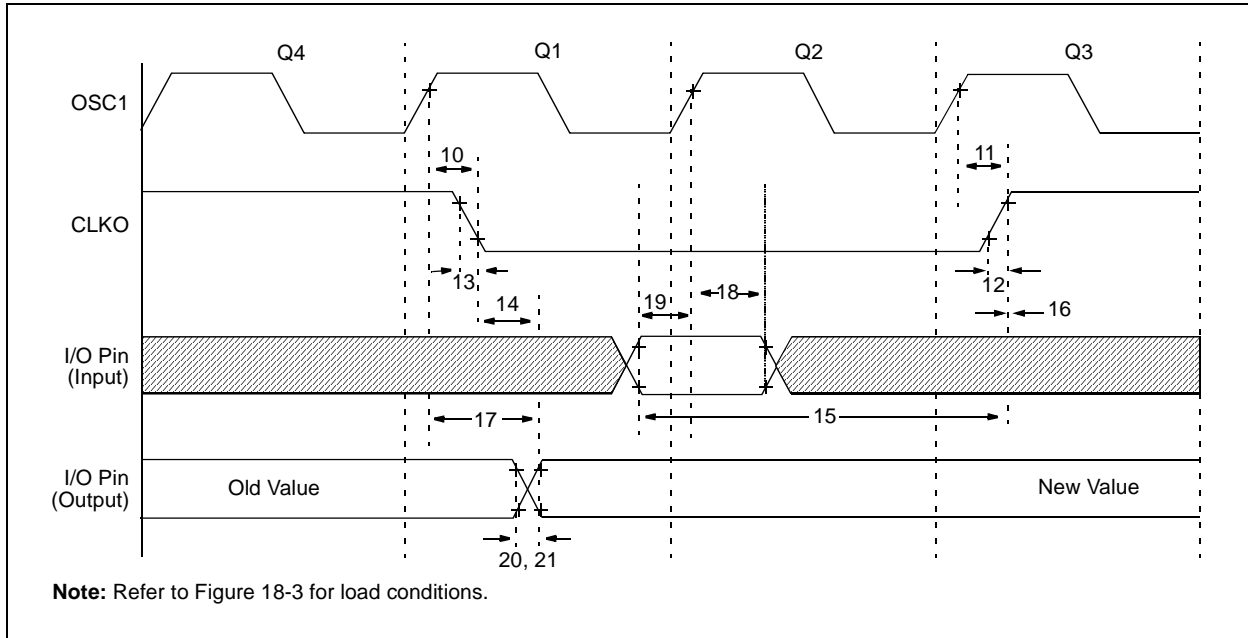 Q4 Q1 Q2 Q3
OSC1
10 11
CLKO
13 12
14 19 18 16
I/O Pin
(Input)
17 15
I/O Pin
(Output)
Old Value New Value
20, 21
Note: Refer to Figure 18-3 for load conditions.